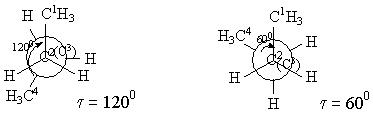 H C¹H₃
120⁰
C2 C³ H
H H
H₃C⁴
τ = 120⁰
C¹H₃
H₃C⁴ 60⁰ H
C² C³
H H
H
τ = 60⁰